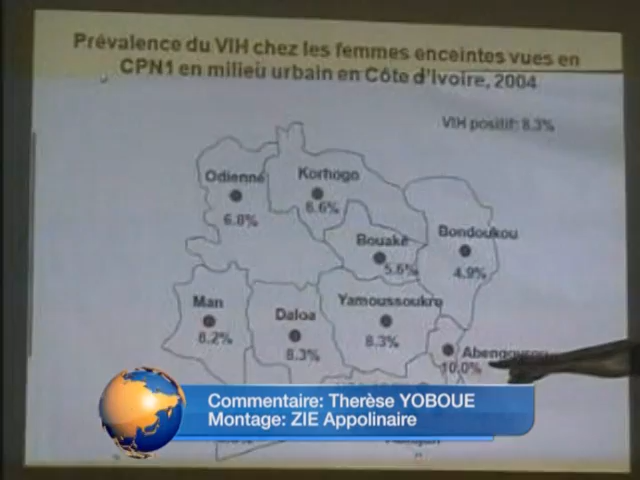 Prévalence du VIH chez les femmes enceintes vues en
CPN1 en milieu urbain en Côte d'Ivoire, 2004
VIH positif: 8.3%
Odienné
6.8%
Korhogo
6.6%
Bouaké
5.6%
Bondoukou
4.9%
Man
8.2%
Daloa
8.3%
Yamoussoukro
8.3%
Abengourou
10.0%
Commentaire: Therèse YOBOUE
Montage: ZIE Appolinaire